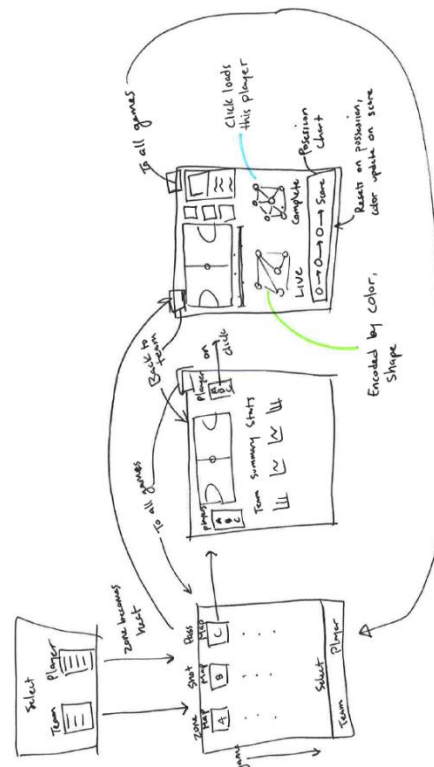 Select
Team Player
zone becomes
heat
Zone
Map
Shot
Map
Pass
Map
A
B
C
game
Select
Team Player
To all games
Back to
team
Players
A
B
C
Player
A
D
C
on
click
Team Summary Stats
To all games
Click loads
this player
Live
Complete
Possession
chart
O→O→O→O→ Score
Resets on possession,
color update on score
Encoded by color,
shape